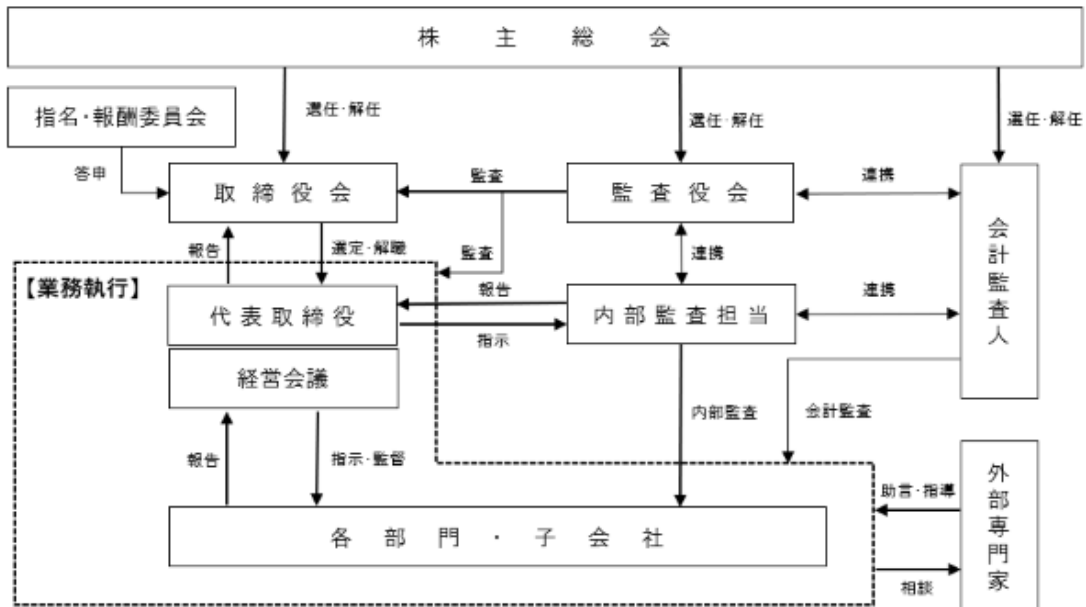 株主総会
指名・報酬委員会
選任・解任
選任・解任
選任・解任
答申
取締役会
監査
監査役会
連携
会計監査人
報告
選定・解職
監査
連携
【業務執行】
代表取締役
報告
指示
内部監査担当
連携
経営会議
報告
指示・監督
内部監査
会計監査
各部門・子会社
助言・指導
相談
外部専門家